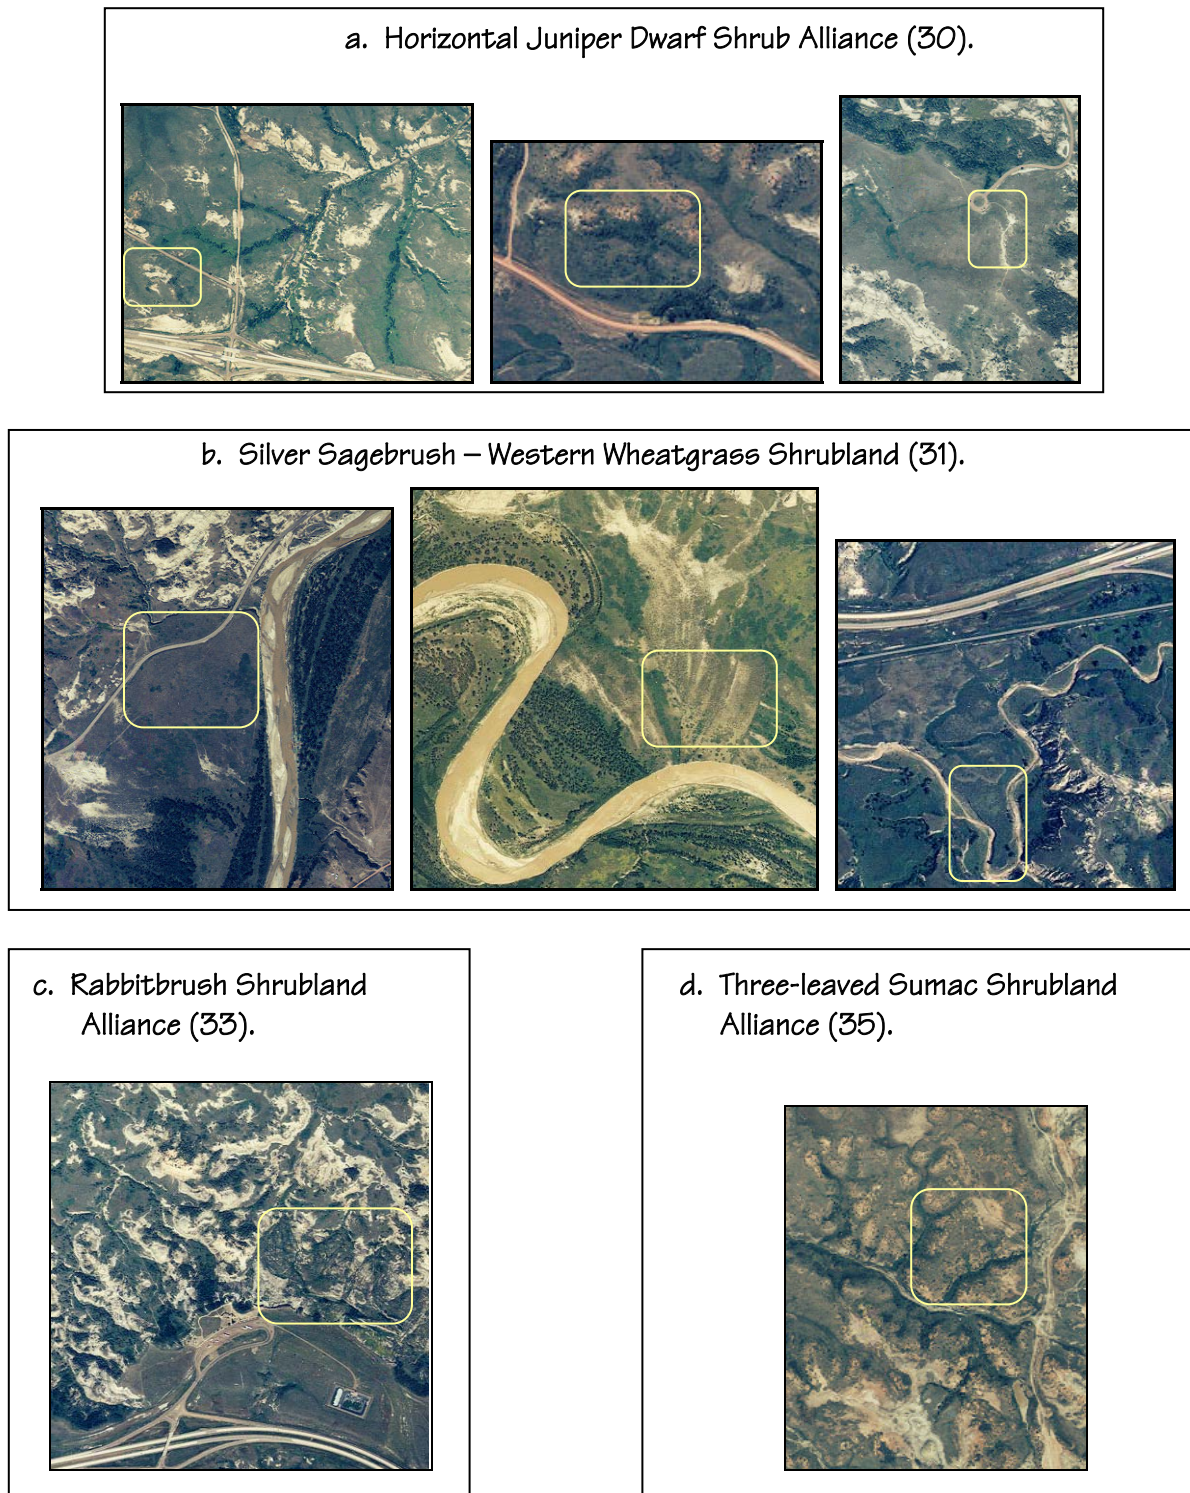 a. Horizontal Juniper Dwarf Shrub Alliance (30).
b. Silver Sagebrush – Western Wheatgrass Shrubland (31).
c. Rabbitbrush Shrubland
Alliance (33).
d. Three-leaved Sumac Shrubland
Alliance (35).